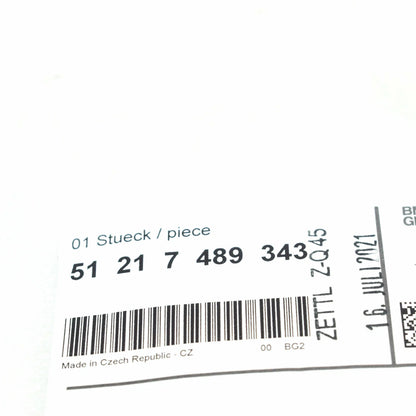 01 Stueck / piece
51 21 7 489 343
Made in Czech Republic - CZ 00 BG2
ZETTL Z-Q45
16. JULI 2021